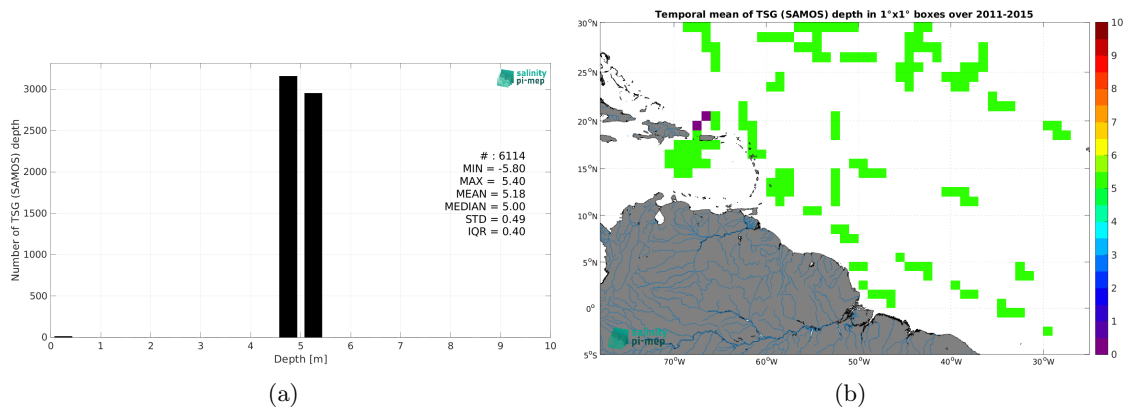 Number of TSG (SAMOS) depth
3000
2500
2000
1500
1000
500
0
0 1 2 3 4 5 6 7 8 9 10
Depth [m]
salinity
pi-mep
# : 6114
MIN = -5.80
MAX = 5.40
MEAN = 5.18
MEDIAN = 5.00
STD = 0.49
IQR = 0.40
(a)
Temporal mean of TSG (SAMOS) depth in 1°x1° boxes over 2011-2015
30°N
25°N
20°N
15°N
10°N
5°N
0°
5°S
70°W 60°W 50°W 40°W 30°W
salinity
pi-mep
10
9
8
7
6
5
4
3
2
1
0
(b)